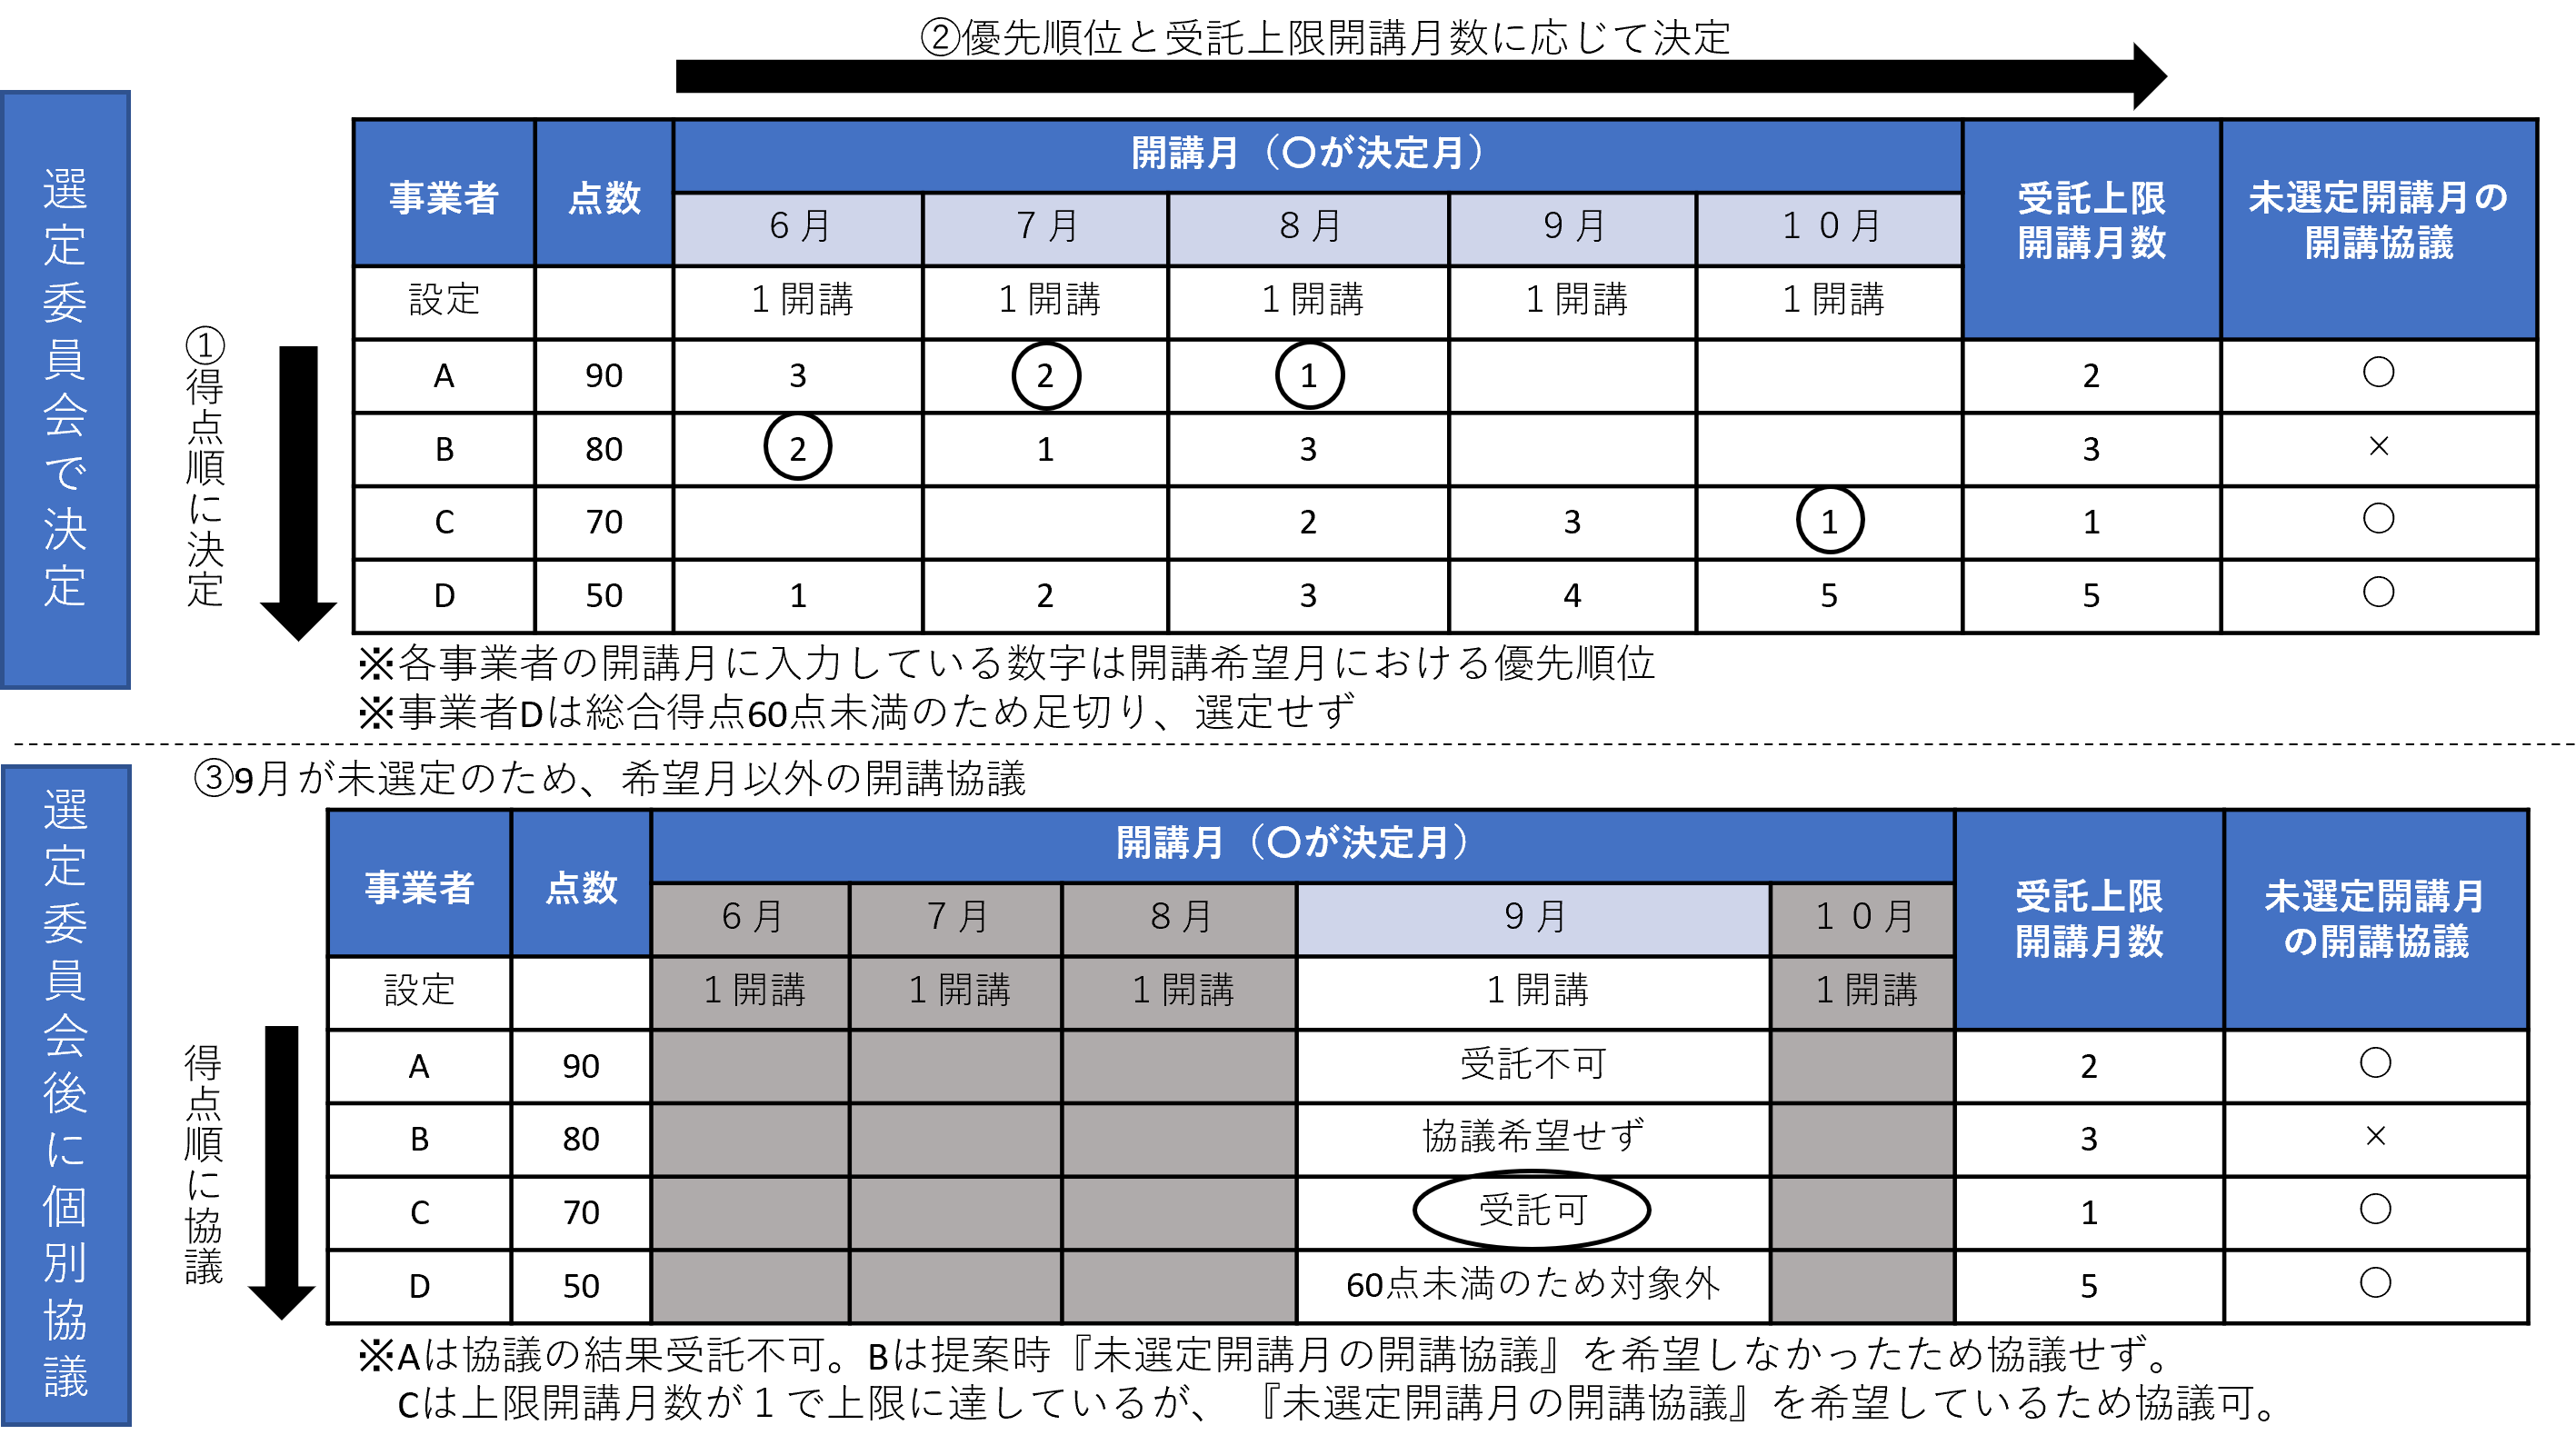 ②優先順位と受託上限開講月数に応じて決定
選定委員会で決定
①得点順に決定
事業者 点数 開講月（〇が決定月） 受託上限開講月数 未選定開講月の開講協議
６月 ７月 ８月 ９月 １０月
設定 １開講 １開講 １開講 １開講 １開講
A 90 3 2 1 2 〇
B 80 2 1 3 3 ×
C 70 2 3 1 1 〇
D 50 1 2 3 4 5 5 〇
※各事業者の開講月に入力している数字は開講希望月における優先順位
※事業者Dは総合得点60点未満のため足切り、選定せず
選定委員会後に個別協議
③9月が未選定のため、希望月以外の開講協議
得点順に協議
事業者 点数 開講月（〇が決定月） 受託上限開講月数 未選定開講月の開講協議
６月 ７月 ８月 ９月 １０月
設定 １開講 １開講 １開講 １開講 １開講
A 90 受託不可 2 〇
B 80 協議希望せず 3 ×
C 70 受託可 1 〇
D 50 60点未満のため対象外 5 〇
※Aは協議の結果受託不可。Bは提案時『未選定開講月の開講協議』を希望しなかったため協議せず。
Cは上限開講月数が１で上限に達しているが、『未選定開講月の開講協議』を希望しているため協議可。